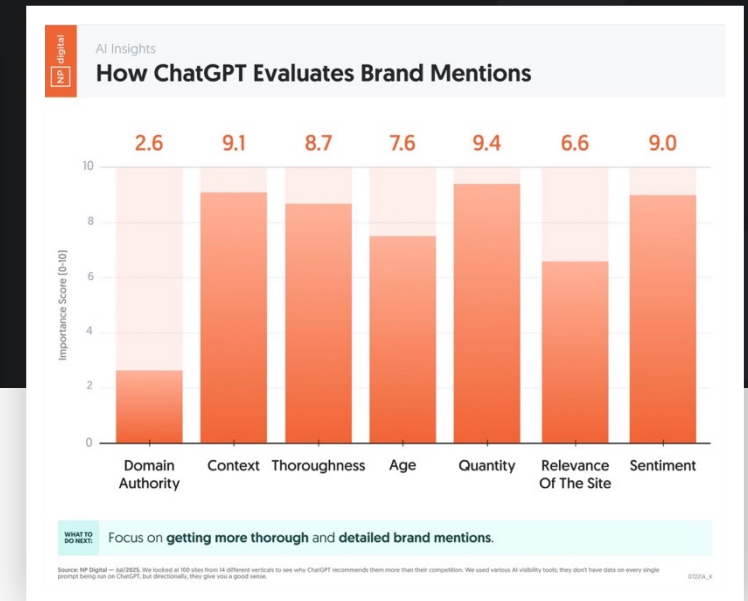 NP digital
AI Insights
How ChatGPT Evaluates Brand Mentions
2.6 9.1 8.7 7.6 9.4 6.6 9.0
Importance Score [0-10]
10
8
6
4
2
0
Domain Authority Context Thoroughness Age Quantity Relevance Of The Site Sentiment
WHAT TO DO NEXT:
Focus on getting more thorough and detailed brand mentions.
Source: NP Digital — Jul/2025. We looked at 100 sites from 14 different verticals to see why ChatGPT recommends them more than their competition. We used various AI visibility tools; they don't have data on every single
prompt being run on ChatGPT, but directionally, they give you a good sense.